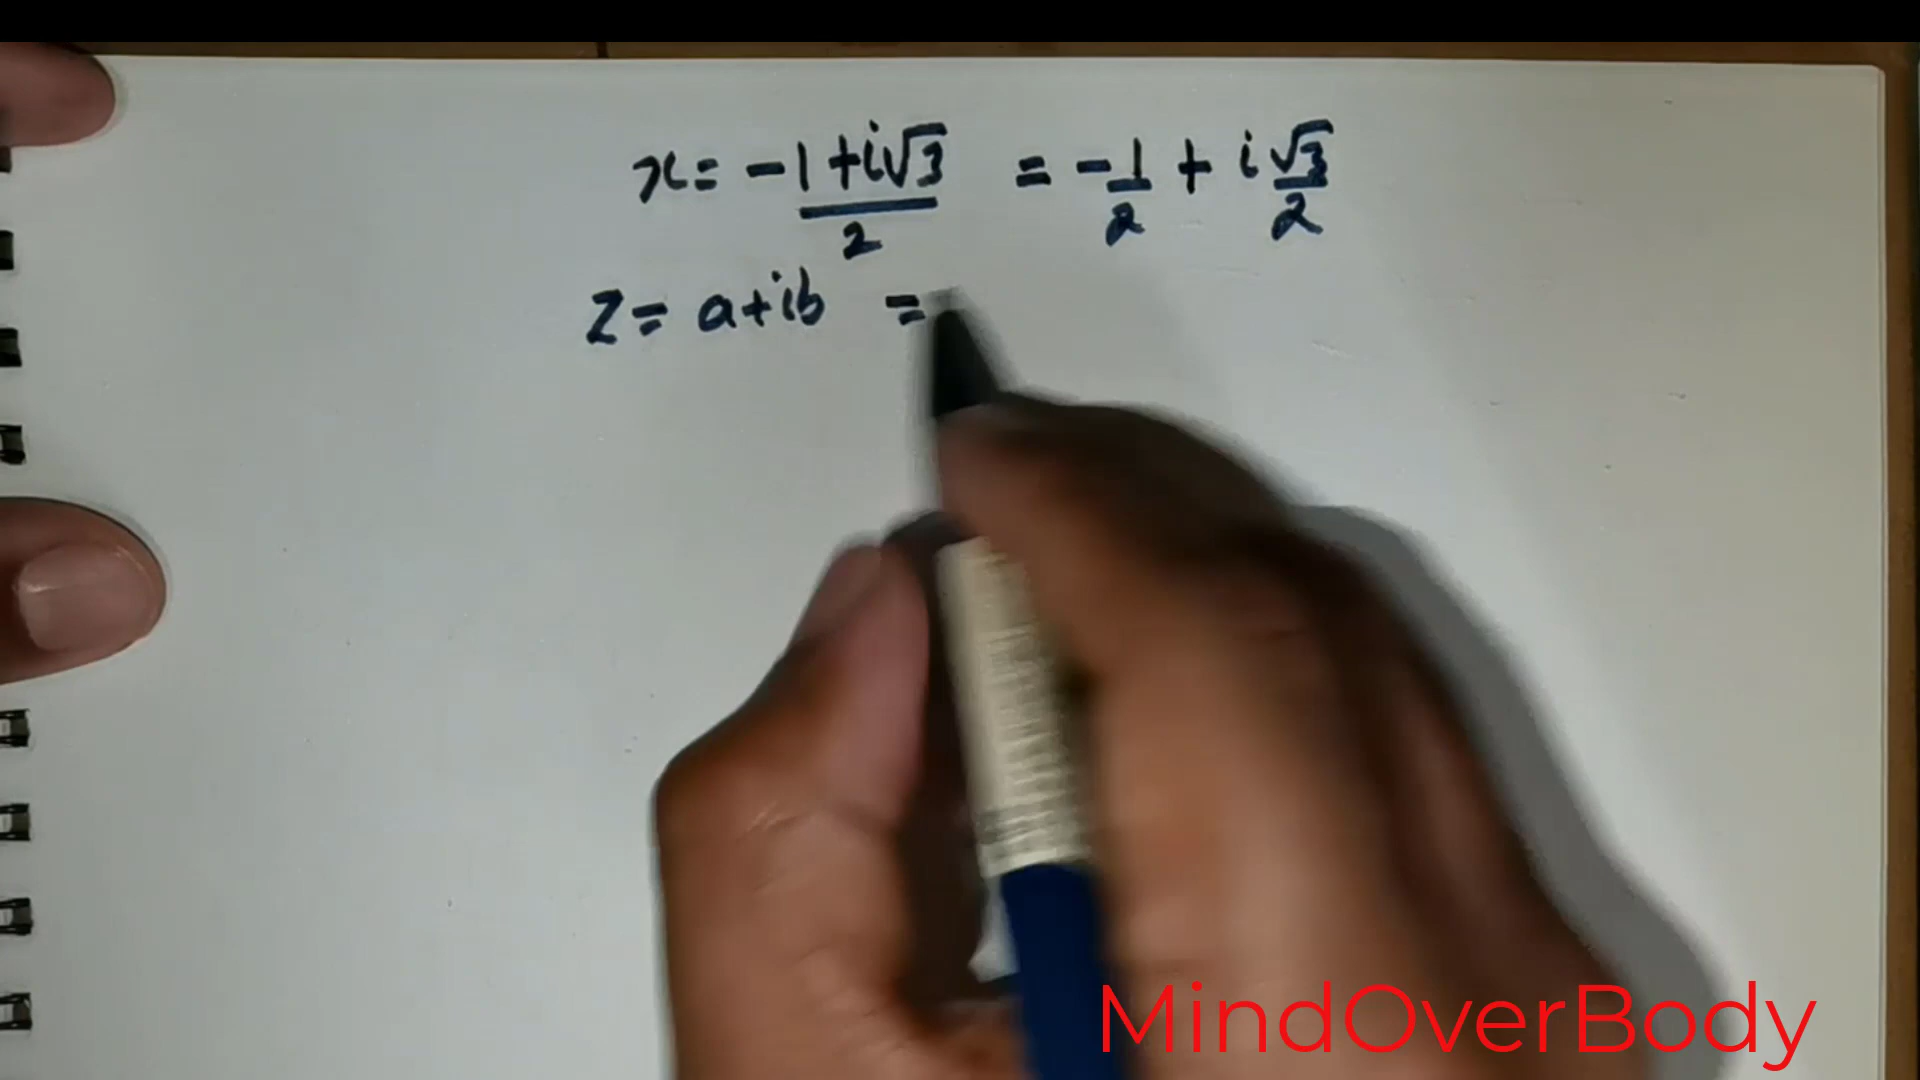 x = -1+i√3/2 = -1/2 + i √3/2
z = a+ib =
MindOverBody